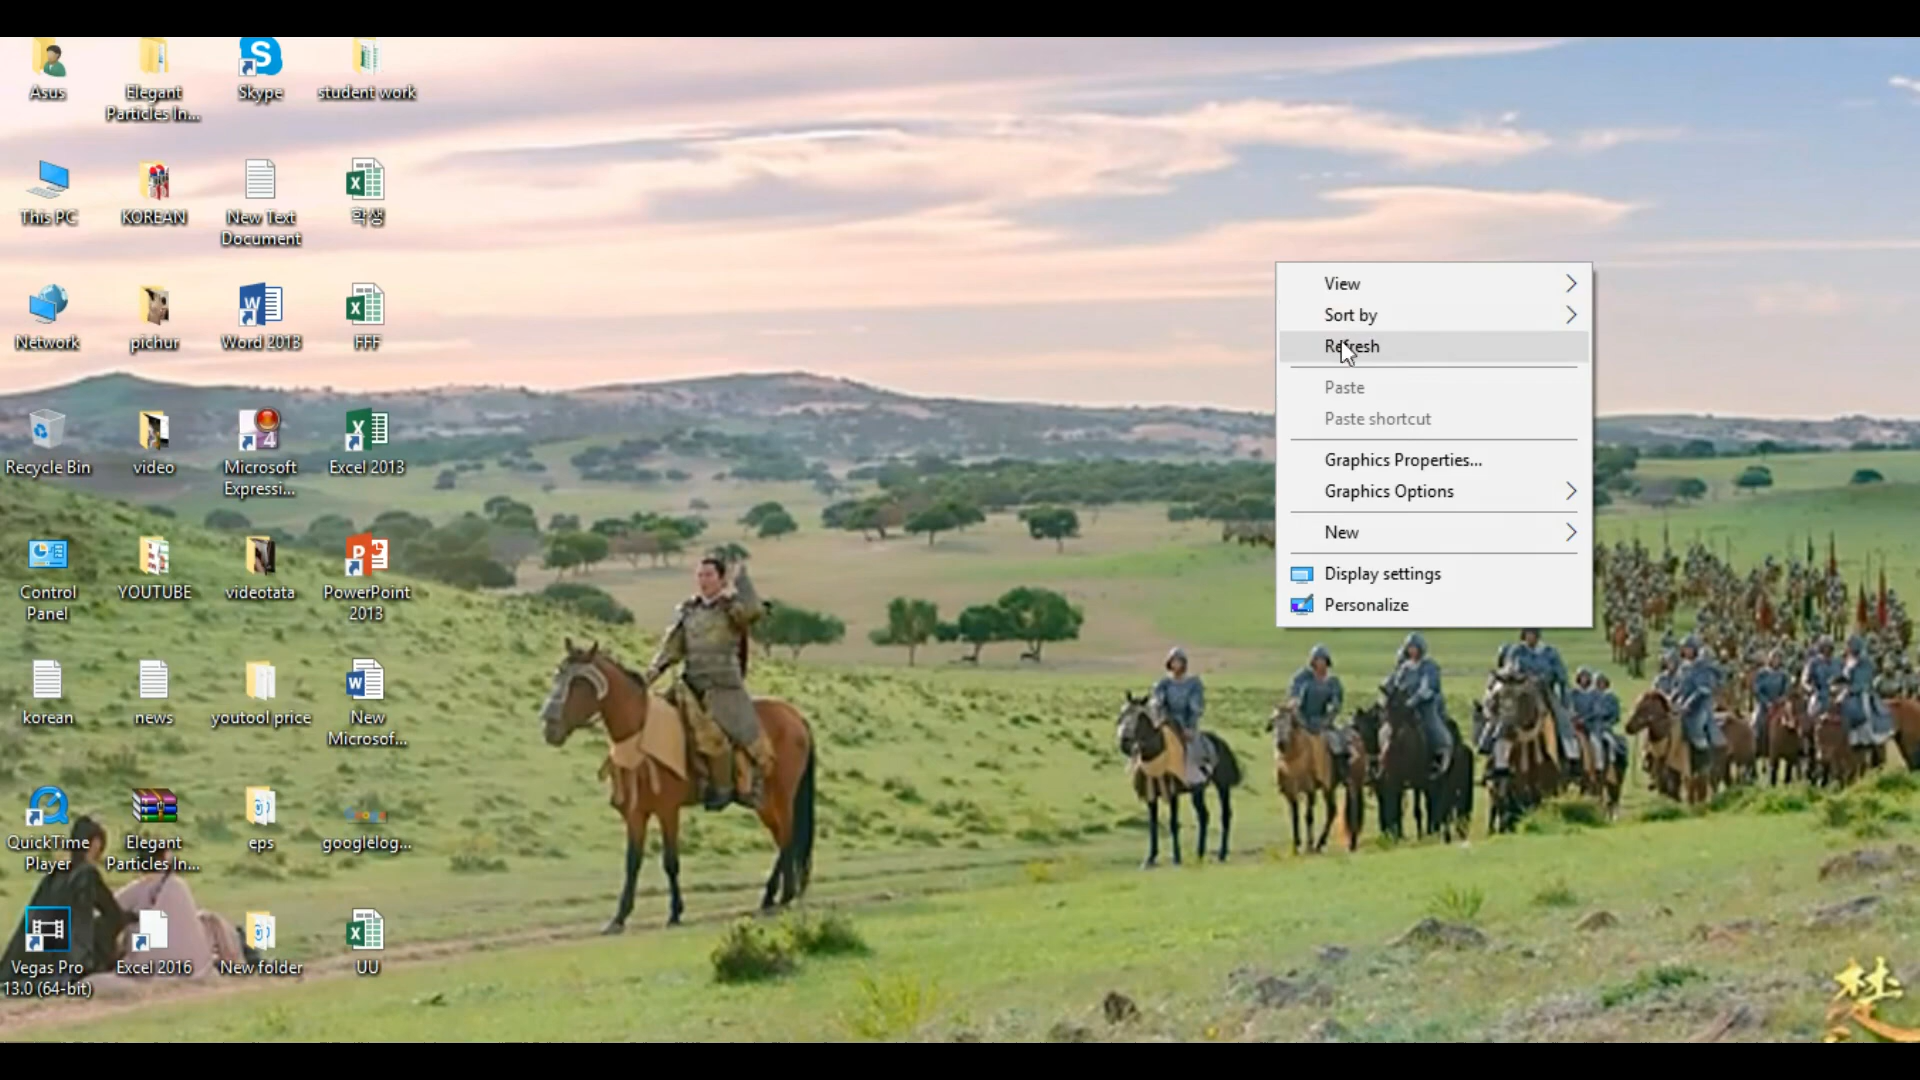 Asus
Elegant
Particles In...
Skype
student work
This PC
KOREAN
New Text
Document
학생
Network
pichur
Word 2013
FFF
Recycle Bin
video
Microsoft
Expressi...
Excel 2013
Control
Panel
YOUTUBE
videotata
PowerPoint
2013
korean
news
youtool price
New
Microsof...
QuickTime
Player
Elegant
Particles In...
eps
googlelog...
Vegas Pro
13.0 (64-bit)
Excel 2016
New folder
UU
View
Sort by
Refresh
Paste
Paste shortcut
Graphics Properties...
Graphics Options
New
Display settings
Personalize